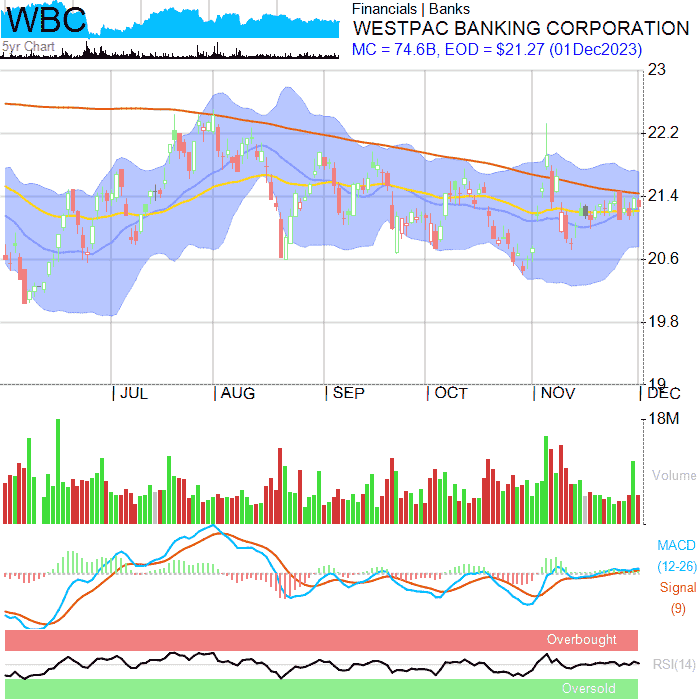 WBC
5yr Chart
Financials | Banks
WESTPAC BANKING CORPORATION
MC = 74.6B, EOD = $21.27 (01Dec2023)
23
22.2
21.4
20.6
19.8
19
JUL AUG SEP OCT NOV DEC
18M
Volume
MACD
(12-26)
Signal
(9)
Overbought
RSI(14)
Oversold